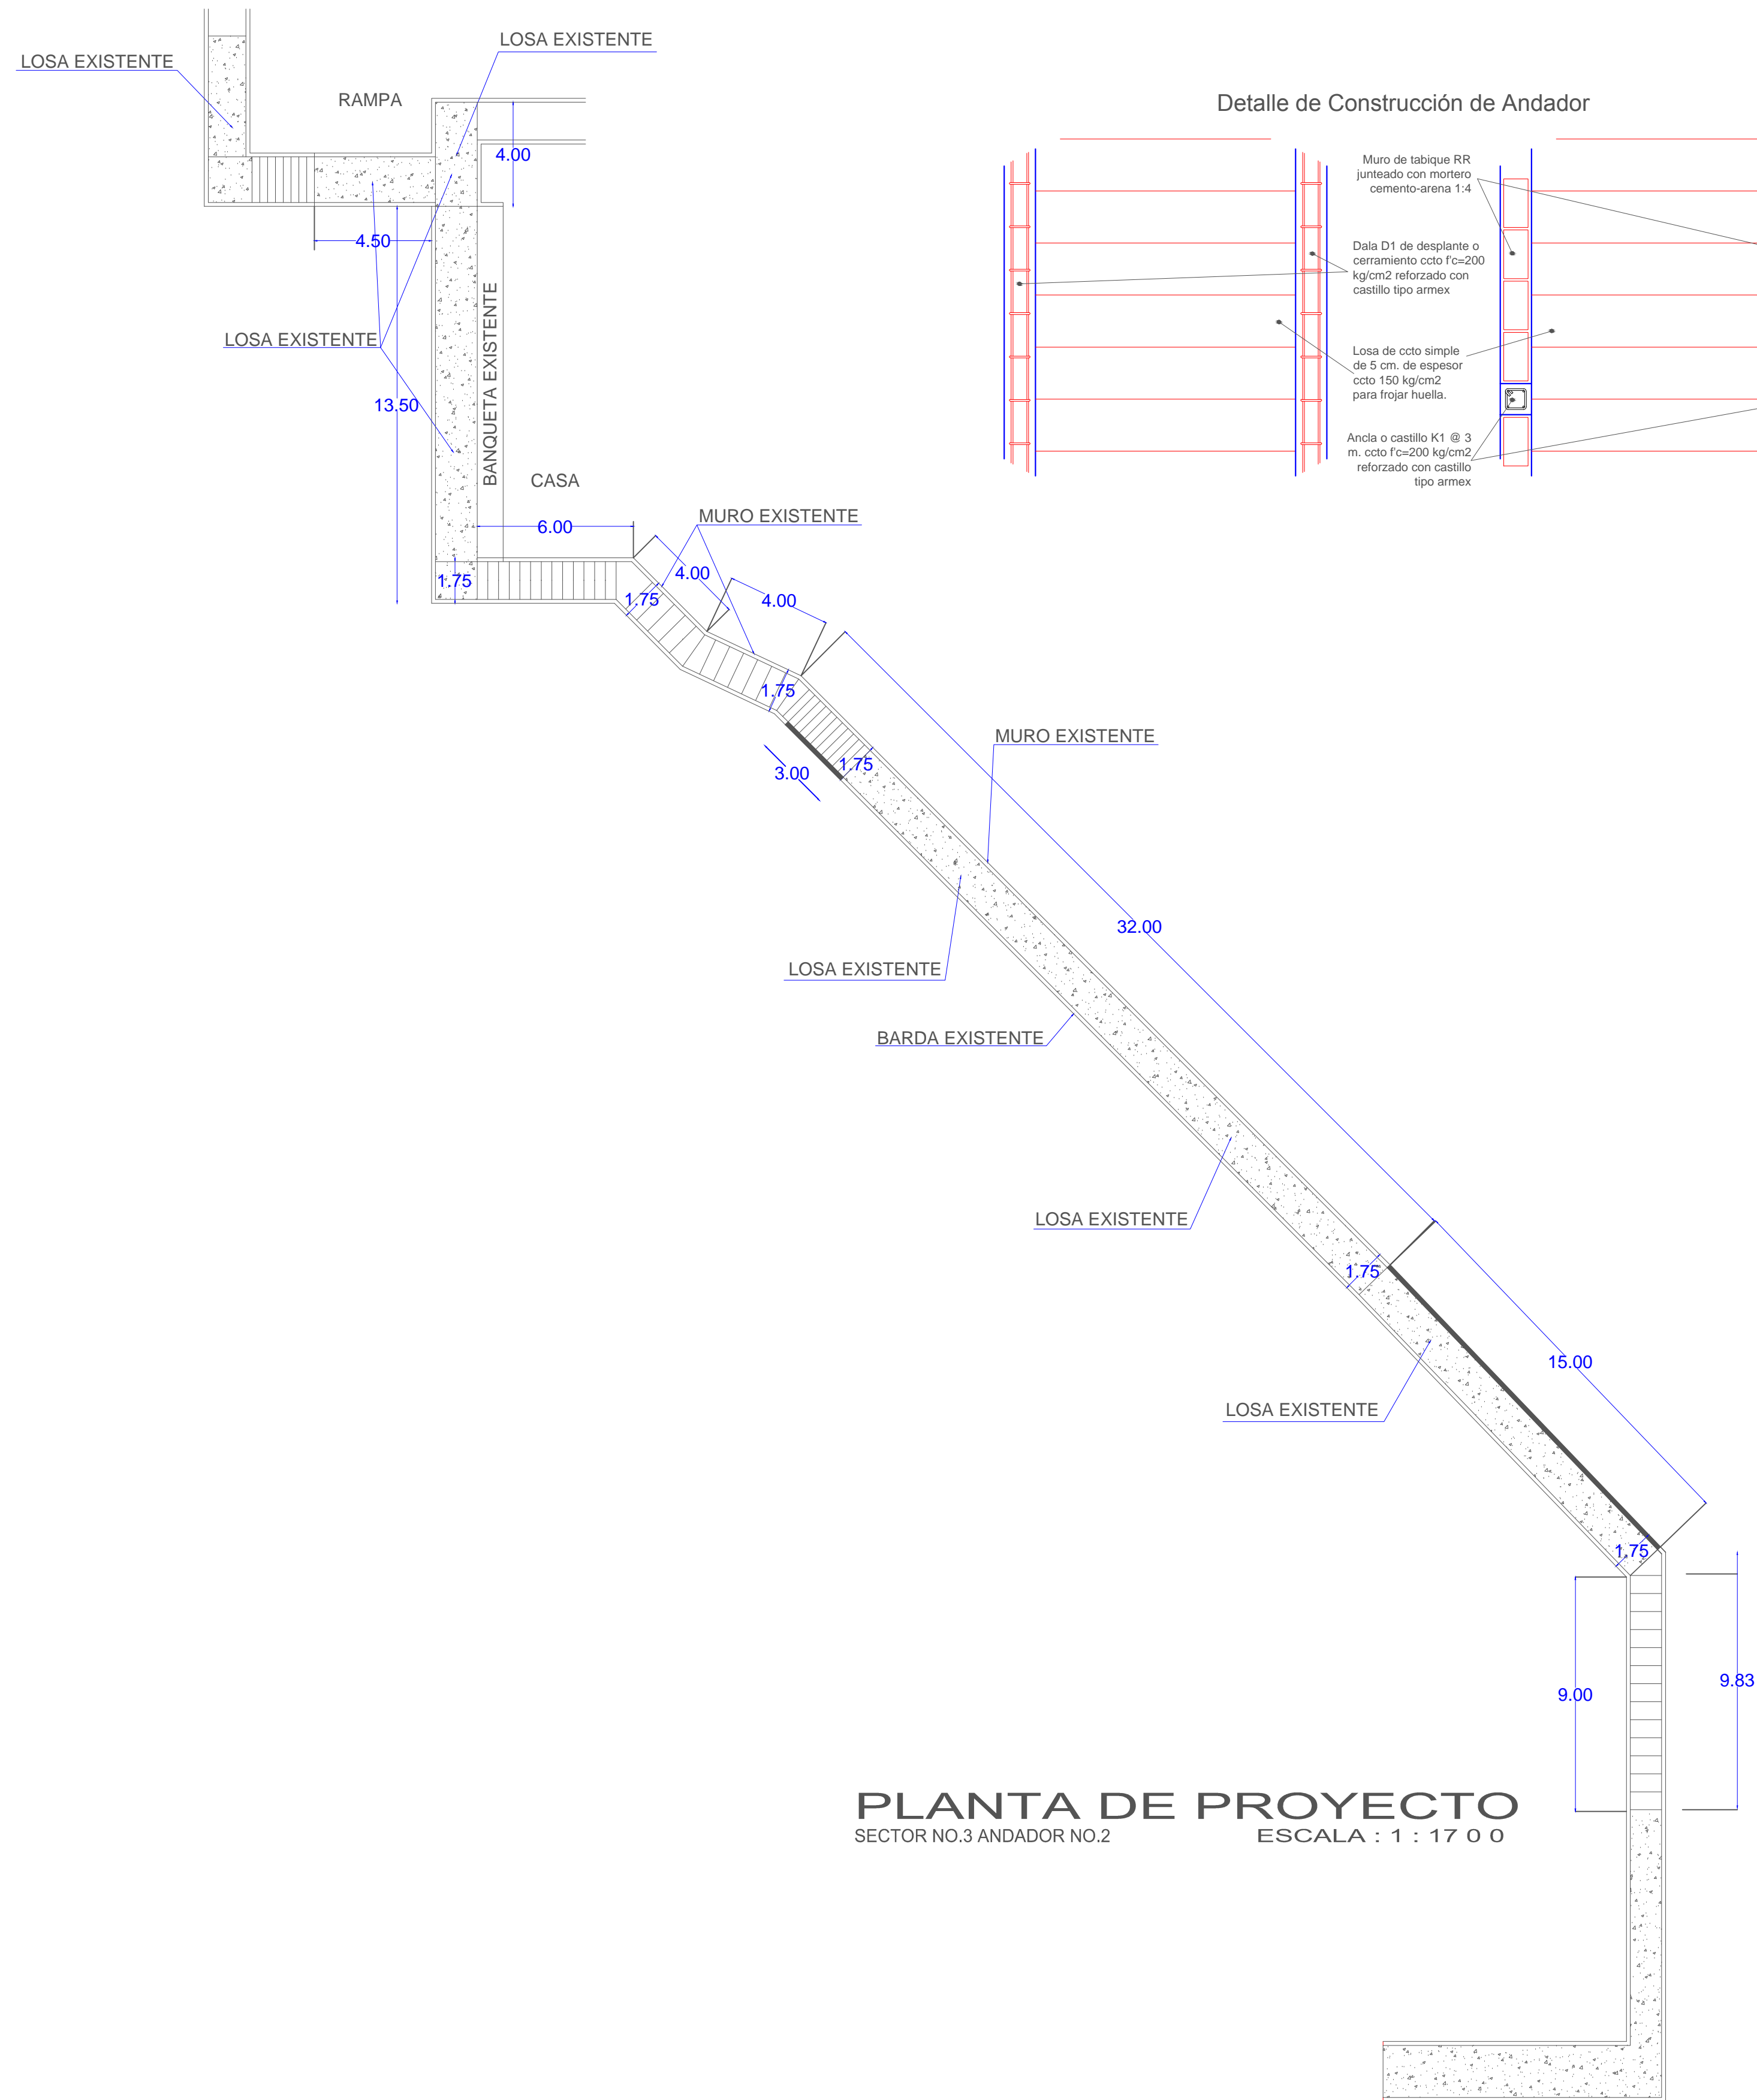 LOSA EXISTENTE
LOSA EXISTENTE
RAMPA
4.00
4.50
LOSA EXISTENTE
13.50
BANQUETA EXISTENTE
CASA
6.00
MURO EXISTENTE
1.75
4.00
1.75
4.00
1.75
3.00
1.75
MURO EXISTENTE
32.00
LOSA EXISTENTE
BARDA EXISTENTE
LOSA EXISTENTE
1.75
15.00
LOSA EXISTENTE
1.75
9.00
9.83
Detalle de Construcción de Andador
Muro de tabique RR
junteado con mortero
cemento-arena 1:4
Dala D1 de desplante o
cerramiento ccto f'c=200
kg/cm2 reforzado con
castillo tipo armex
Losa de ccto simple
de 5 cm. de espesor
ccto 150 kg/cm2
para frojar huella.
Ancla o castillo K1 @ 3
m. ccto f'c=200 kg/cm2
reforzado con castillo
tipo armex
PLANTA DE PROYECTO
SECTOR NO.3 ANDADOR NO.2
ESCALA : 1 : 17 0 0